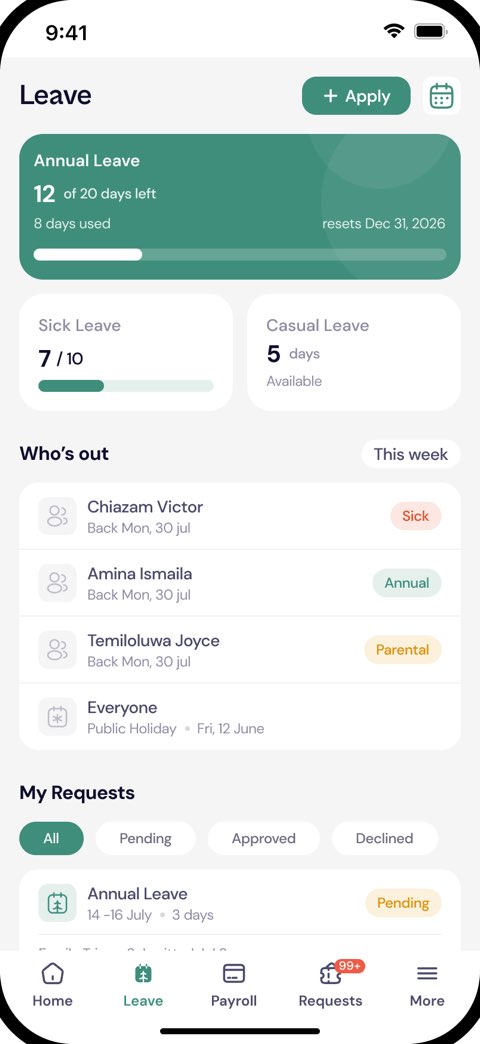 9:41
Leave
+ Apply
Annual Leave
12 of 20 days left
8 days used
resets Dec 31, 2026
Sick Leave
7 / 10
Casual Leave
5 days
Available
Who's out
This week
Chiazam Victor
Back Mon, 30 jul
Sick
Amina Ismaila
Back Mon, 30 jul
Annual
Temiloluwa Joyce
Back Mon, 30 jul
Parental
Everyone
Public Holiday • Fri, 12 June
My Requests
All
Pending
Approved
Declined
Annual Leave
14 -16 July • 3 days
Pending
99+
Home
Leave
Payroll
Requests
More